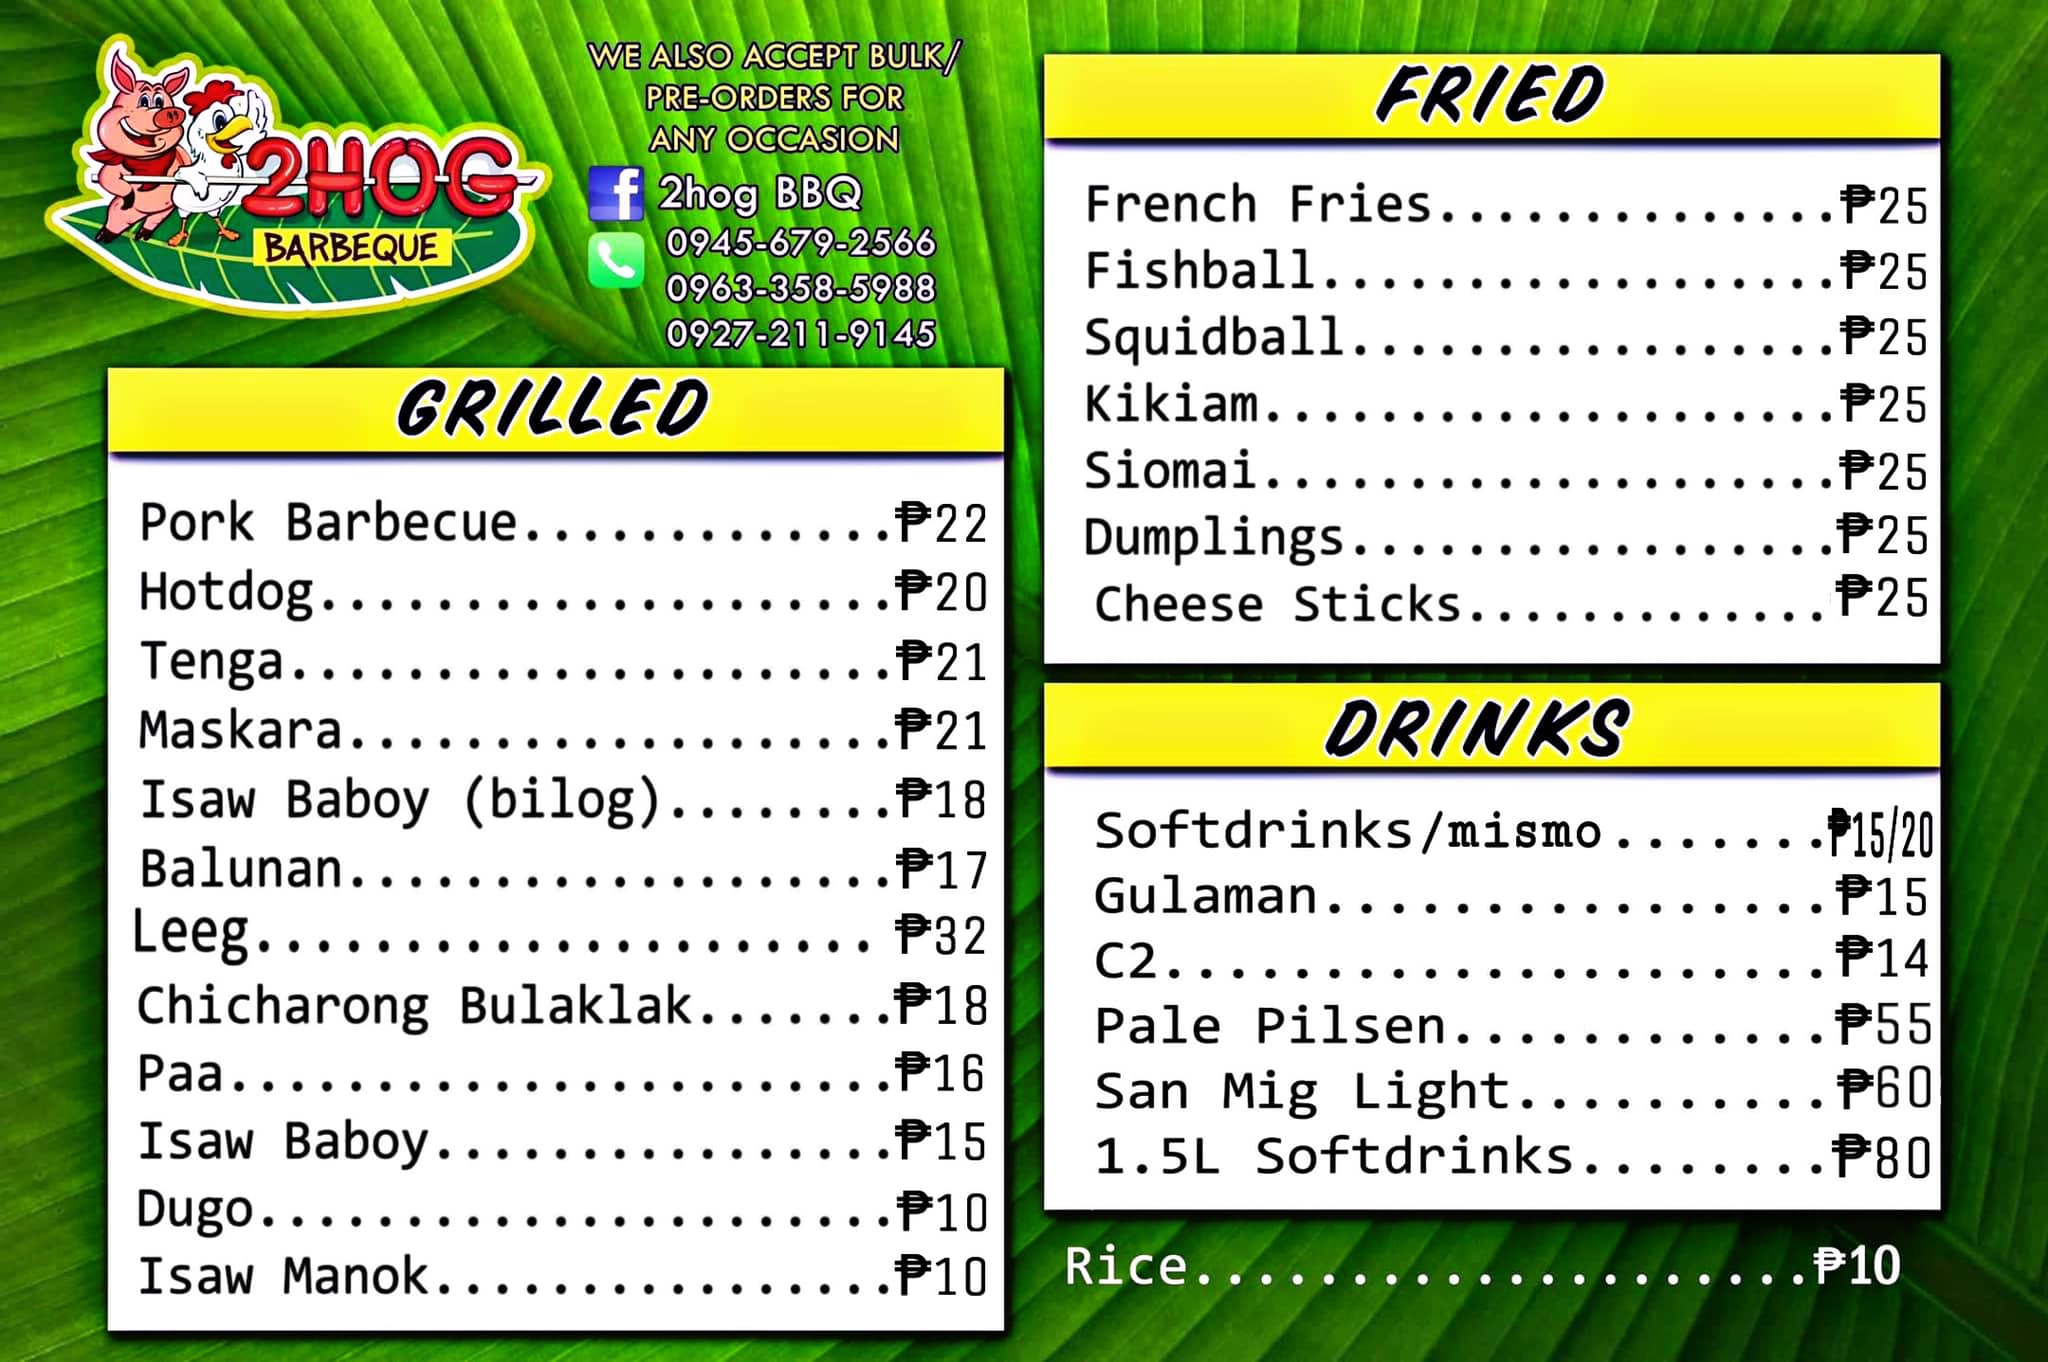 2HOG
BARBEQUE
WE ALSO ACCEPT BULK/
PRE-ORDERS FOR
ANY OCCASION
f 2hog BBQ
0945-679-2566
0963-358-5988
0927-211-9145
GRILLED
Pork Barbecue.............₱22
Hotdog....................₱20
Tenga.....................₱21
Maskara...................₱21
Isaw Baboy (bilog)........₱18
Balunan...................₱17
Leeg..................... ₱32
Chicharong Bulaklak.......₱18
Paa.......................₱16
Isaw Baboy................₱15
Dugo......................₱10
Isaw Manok................₱10
FRIED
French Fries..............₱25
Fishball..................₱25
Squidball.................₱25
Kikiam....................₱25
Siomai....................₱25
Dumplings.................₱25
Cheese Sticks.............₱25
DRINKS
Softdrinks/mismo.......₱15/20
Gulaman................₱15
C2.....................₱14
Pale Pilsen............₱55
San Mig Light..........₱60
1.5L Softdrinks........₱80
Rice...................₱10